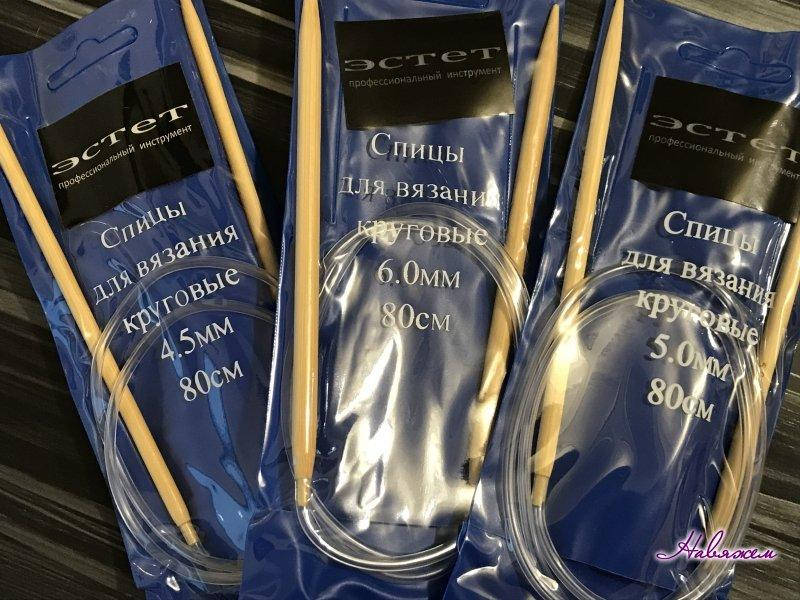 эстет
профессиональный инструмент
Спицы
для вязания
круговые
4.5мм
80см
эстет
профессиональный инструмент
Спицы
для вязания
круговые
6.0мм
80см
эстет
профессиональный инструмент
Спицы
для вязания
круговые
5.0мм
80см
Навяжем